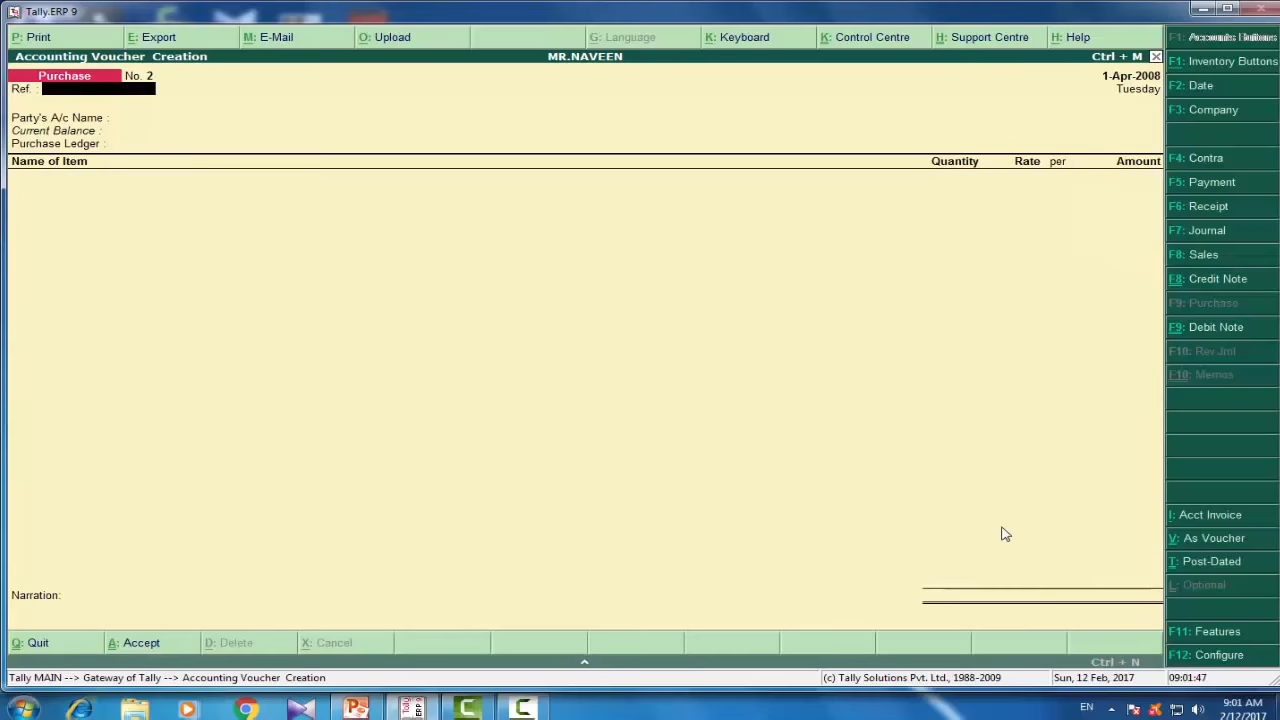 Tally.ERP 9
P: Print
E: Export
M: E-Mail
O: Upload
G: Language
K: Keyboard
K: Control Centre
H: Support Centre
H: Help
Accounting Voucher Creation
MR.NAVEEN
Ctrl + M
Purchase No. 2
1-Apr-2008
Ref. :
Tuesday
Party's A/c Name :
Current Balance :
Purchase Ledger :
Name of Item
Quantity
Rate
per
Amount
Narration:
F1: Inventory Buttons
F2: Date
F3: Company
F4: Contra
F5: Payment
F6: Receipt
F7: Journal
F8: Sales
F8: Credit Note
F9: Purchase
F9: Debit Note
F10: Rev Jrnl
F10: Memos
I: Acct Invoice
V: As Voucher
T: Post-Dated
L: Optional
F11: Features
F12: Configure
Q: Quit
A: Accept
D: Delete
X: Cancel
Ctrl + N
Tally MAIN --> Gateway of Tally --> Accounting Voucher Creation
(c) Tally Solutions Pvt. Ltd., 1988-2009
Sun, 12 Feb, 2017
09:01:47
EN
9:01 AM
2/12/2017